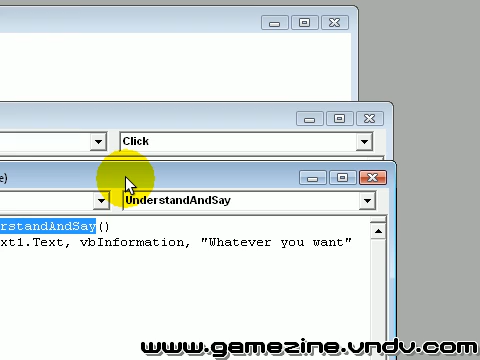 Click
e)
UnderstandAndSay
rstandAndSay()
xt1.Text, vbInformation, "Whatever you want"
www.gamezine.vndv.com